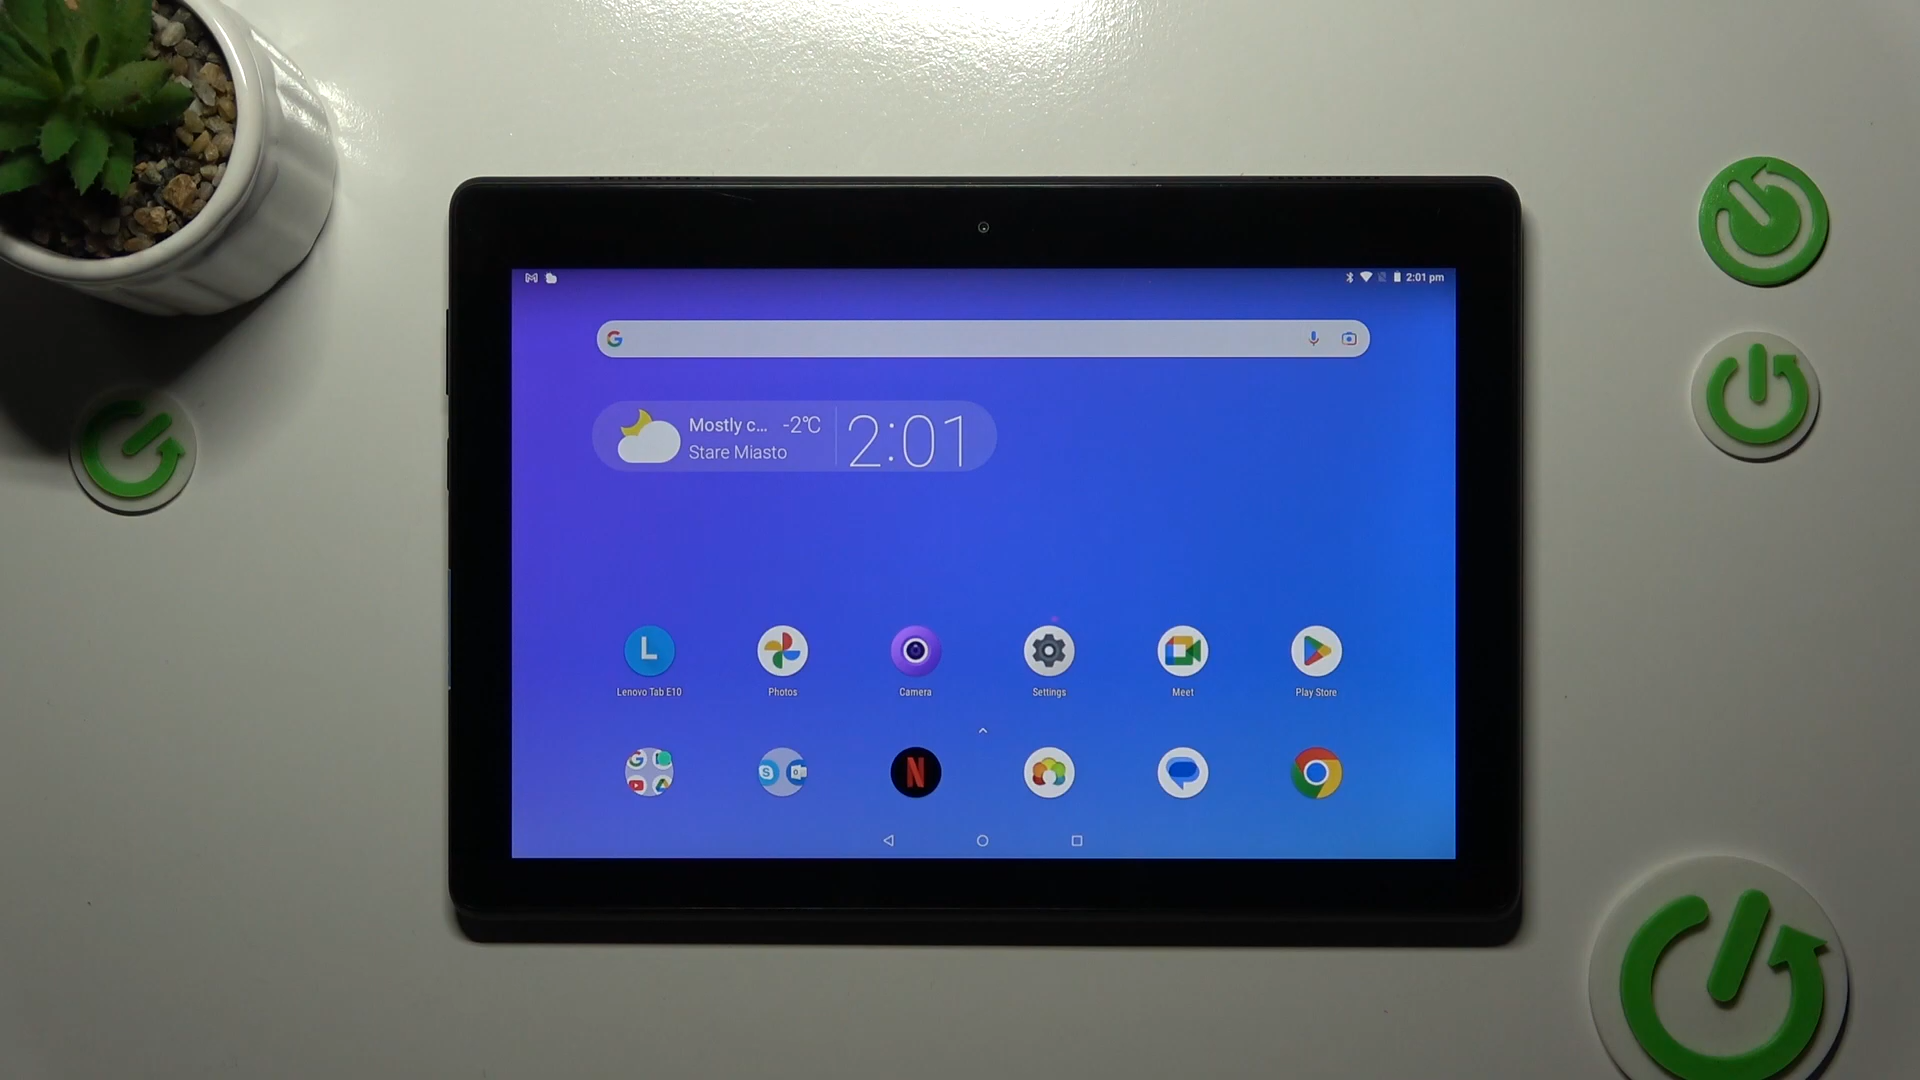 2:01 pm
Mostly c... -2°C
Stare Miasto
2:01
L
Lenovo Tab E10
Photos
Camera
Settings
Meet
Play Store
N